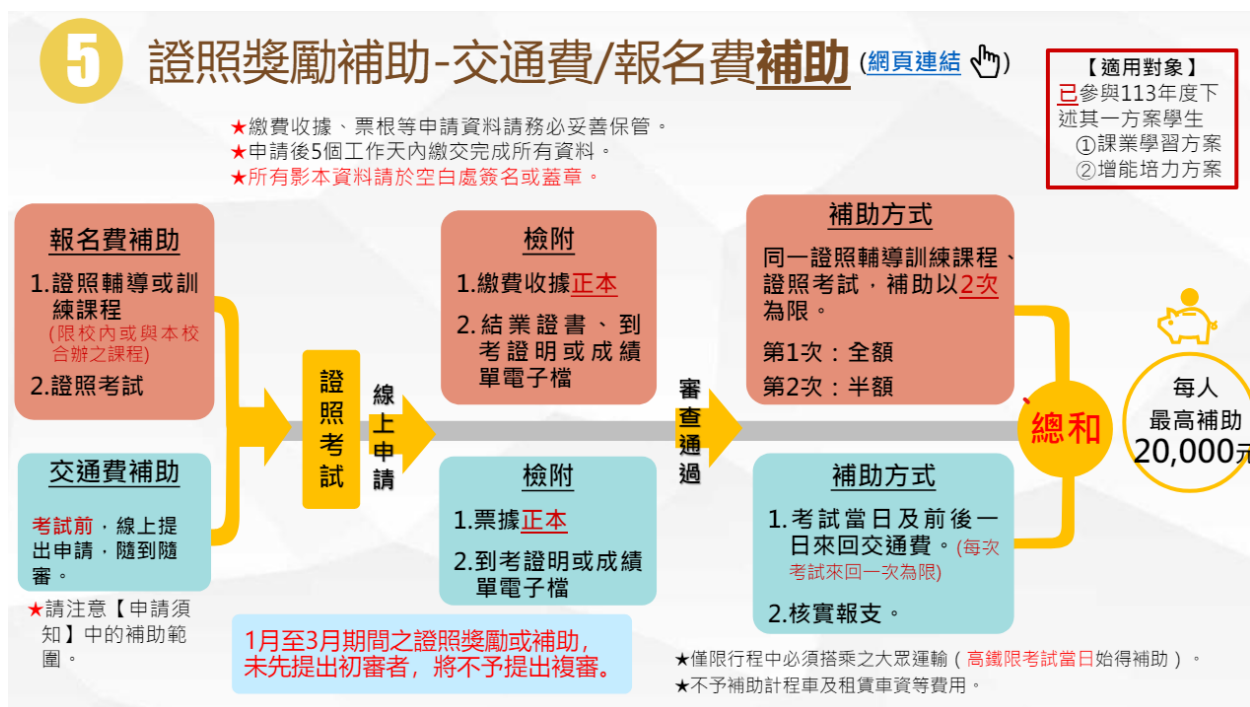 5
證照獎勵補助-交通費/報名費補助 (網頁連結)
【適用對象】
已參與113年度下
述其一方案學生
①課業學習方案
②增能培力方案
★繳費收據、票根等申請資料請務必妥善保管。
★申請後5個工作天內繳交完成所有資料。
★所有影本資料請於空白處簽名或蓋章。
報名費補助
1.證照輔導或訓
練課程
(限校內或與本校
合辦之課程)
2.證照考試
交通費補助
考試前，線上提
出申請，隨到隨
審。
★請注意【申請須
知】中的補助範
圍。
證照考試
線上申請
檢附
1.繳費收據正本
2.結業證書、到
考證明或成績
單電子檔
檢附
1.票據正本
2.到考證明或成績
單電子檔
1月至3月期間之證照獎勵或補助，
未先提出初審者，將不予提出複審。
審查通過
補助方式
同一證照輔導訓練課程、
證照考試，補助以2次
為限。
第1次：全額
第2次：半額
補助方式
1.考試當日及前後一
日來回交通費。(每次
考試來回一次為限)
2.核實報支。
總和
每人
最高補助
20,000元
★僅限行程中必須搭乘之大眾運輸（高鐵限考試當日始得補助）。
★不予補助計程車及租賃車資等費用。